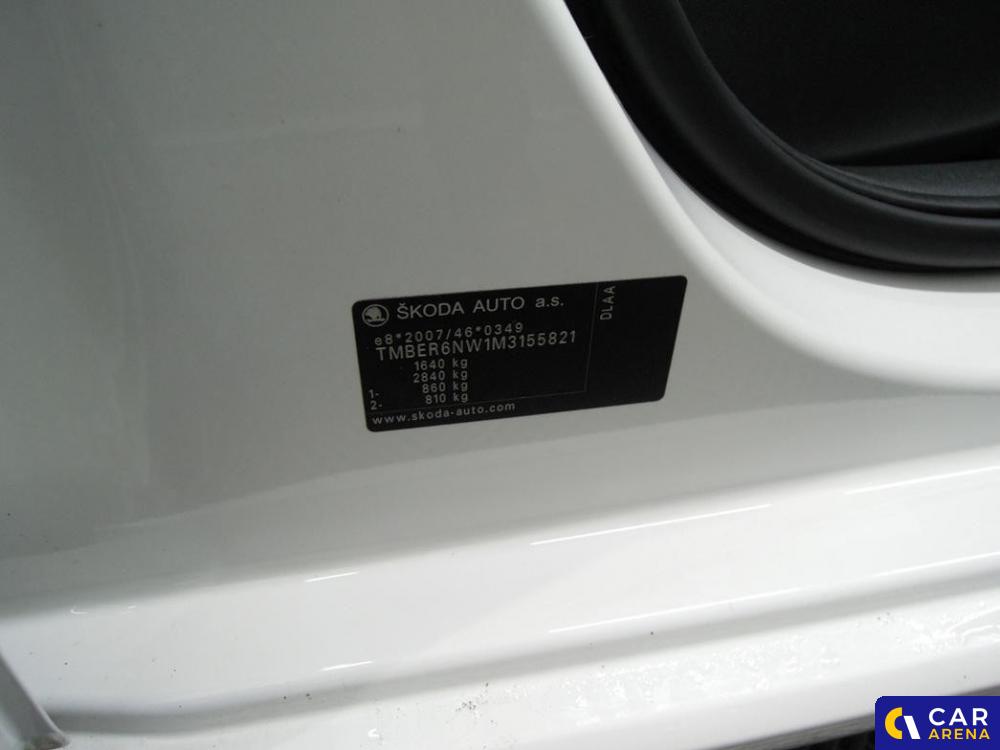 ŠKODA AUTO a.s.
DLAA
e8*2007/46*0349
TMBER6NW1M3155821
1640 kg
2840 kg
1- 860 kg
2- 810 kg
www.skoda-auto.com
CAR
ARENA